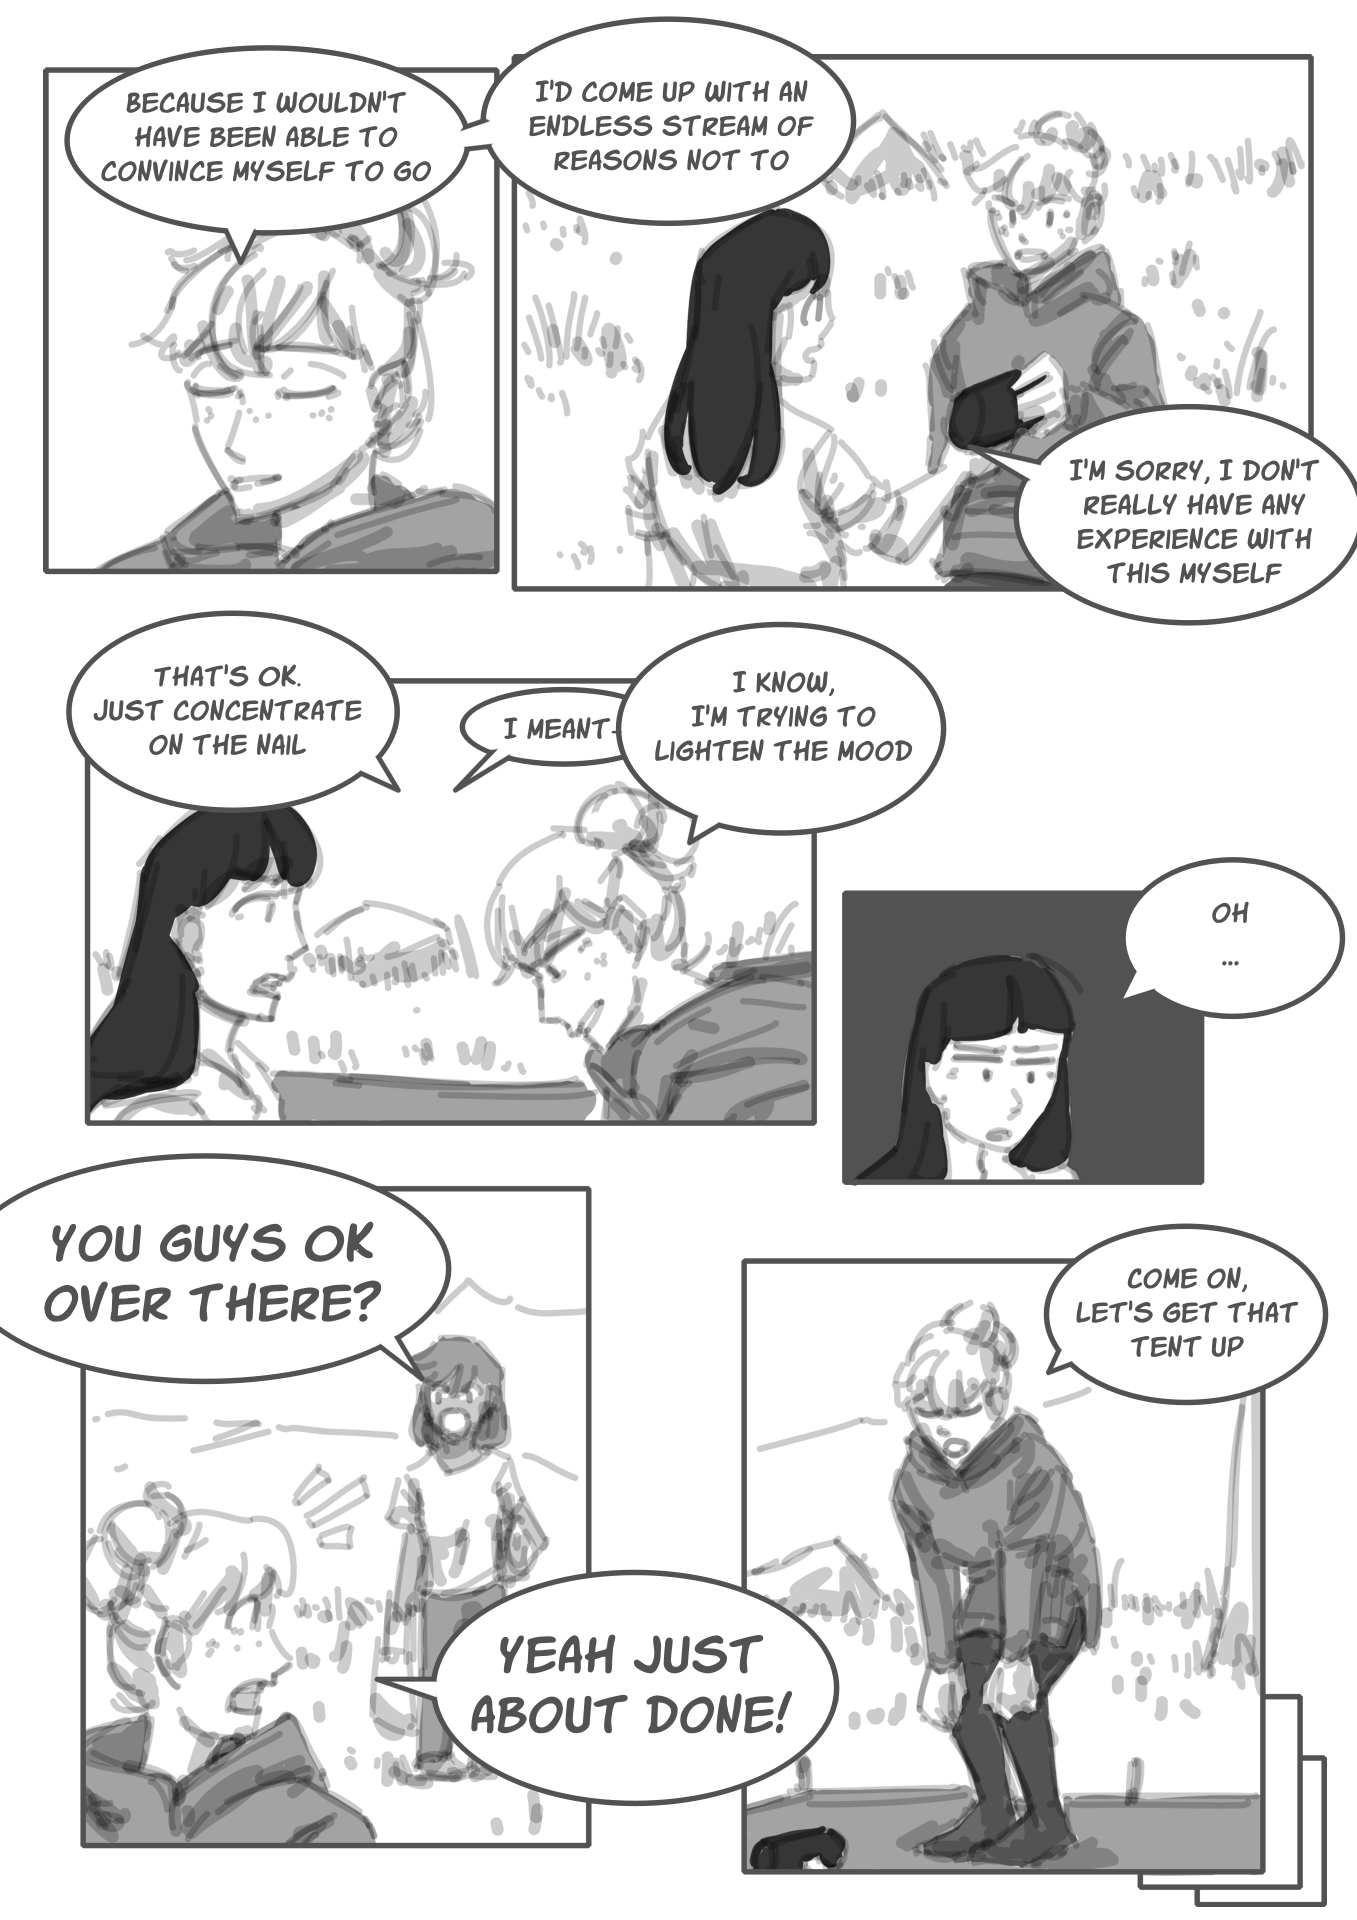 BECAUSE I WOULDN'T
HAVE BEEN ABLE TO
CONVINCE MYSELF TO GO
I'D COME UP WITH AN
ENDLESS STREAM OF
REASONS NOT TO
I'M SORRY, I DON'T
REALLY HAVE ANY
EXPERIENCE WITH
THIS MYSELF
THAT'S OK.
JUST CONCENTRATE
ON THE NAIL
I MEANT-
I KNOW,
I'M TRYING TO
LIGHTEN THE MOOD
OH
...
YOU GUYS OK
OVER THERE?
YEAH JUST
ABOUT DONE!
COME ON,
LET'S GET THAT
TENT UP